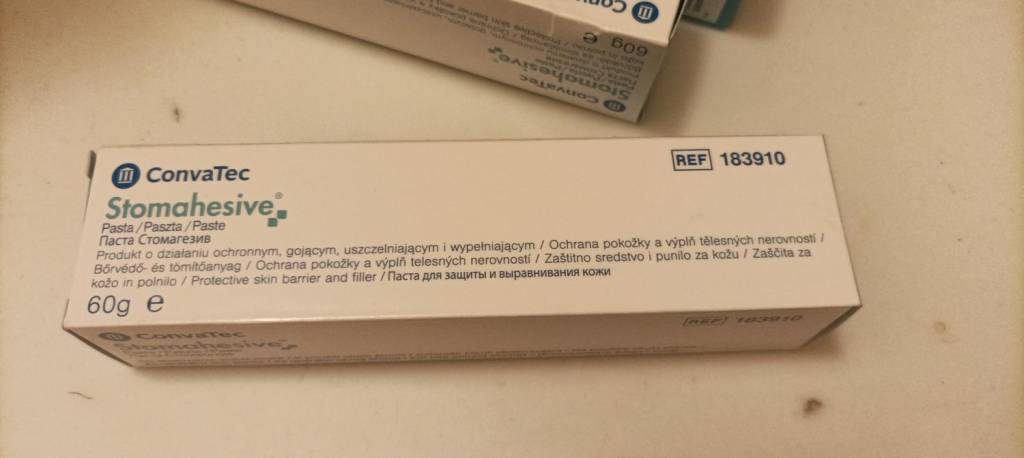 ConvaTec
Stomahesive®
60g e
ConvaTec
REF 183910
Stomahesive®
Pasta / Paszta / Paste
Паста Стомагезив
Produkt o działaniu ochronnym, gojącym, uszczelniającym i wypełniającym / Ochrana pokožky a výplň tělesných nerovností /
Bőrvédő- és tömítőanyag / Ochrana pokožky a výplň telesných nerovností / Zaštitno sredstvo i punilo za kožu / Zaščita za
kožo in polnilo / Protective skin barrier and filler / Паста для защиты и выравнивания кожи
60g e
ConvaTec
REF 183910
Stomahesive